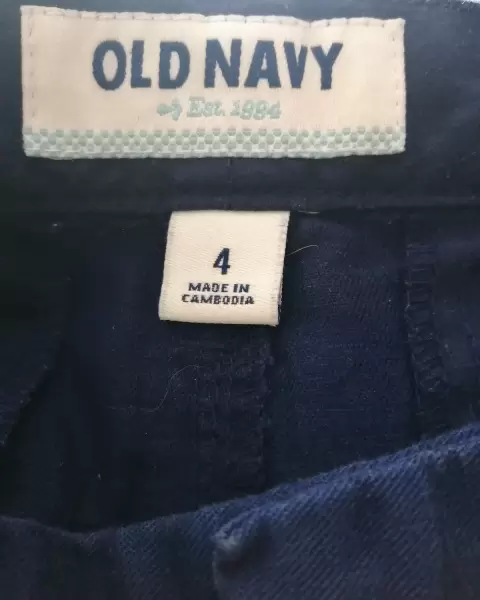 OLD NAVY
Est. 1994
4
MADE IN
CAMBODIA